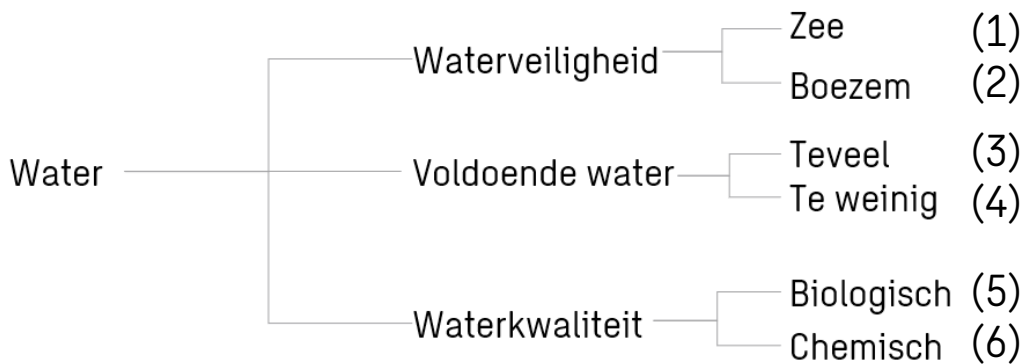 Zee (1)
Waterveiligheid
Boezem (2)
Teveel (3)
Water
Voldoende water
Te weinig (4)
Biologisch (5)
Waterkwaliteit
Chemisch (6)